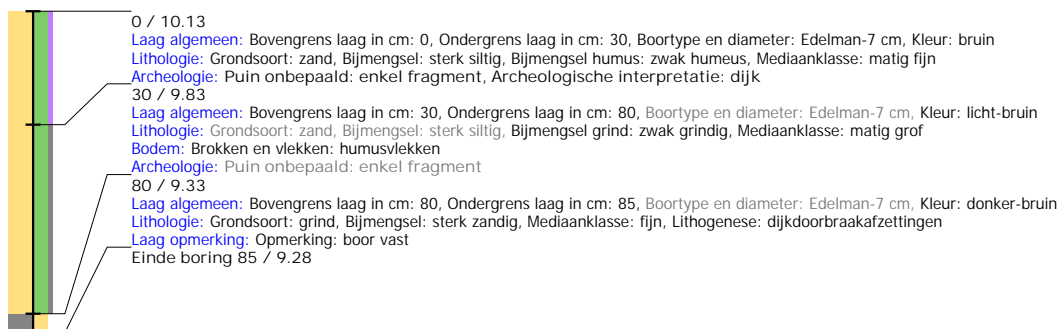 0 / 10.13
Laag algemeen: Bovengrens laag in cm: 0, Ondergrens laag in cm: 30, Boortype en diameter: Edelman-7 cm, Kleur: bruin
Lithologie: Grondsoort: zand, Bijmengsel: sterk siltig, Bijmengsel humus: zwak humeus, Mediaanklasse: matig fijn
Archeologie: Puin onbepaald: enkel fragment, Archeologische interpretatie: dijk
30 / 9.83
Laag algemeen: Bovengrens laag in cm: 30, Ondergrens laag in cm: 80, Boortype en diameter: Edelman-7 cm, Kleur: licht-bruin
Lithologie: Grondsoort: zand, Bijmengsel: sterk siltig, Bijmengsel grind: zwak grindig, Mediaanklasse: matig grof
Bodem: Brokken en vlekken: humusvlekken
Archeologie: Puin onbepaald: enkel fragment
80 / 9.33
Laag algemeen: Bovengrens laag in cm: 80, Ondergrens laag in cm: 85, Boortype en diameter: Edelman-7 cm, Kleur: donker-bruin
Lithologie: Grondsoort: grind, Bijmengsel: sterk zandig, Mediaanklasse: fijn, Lithogenese: dijkdoorbraakafzettingen
Laag opmerking: Opmerking: boor vast
Einde boring 85 / 9.28